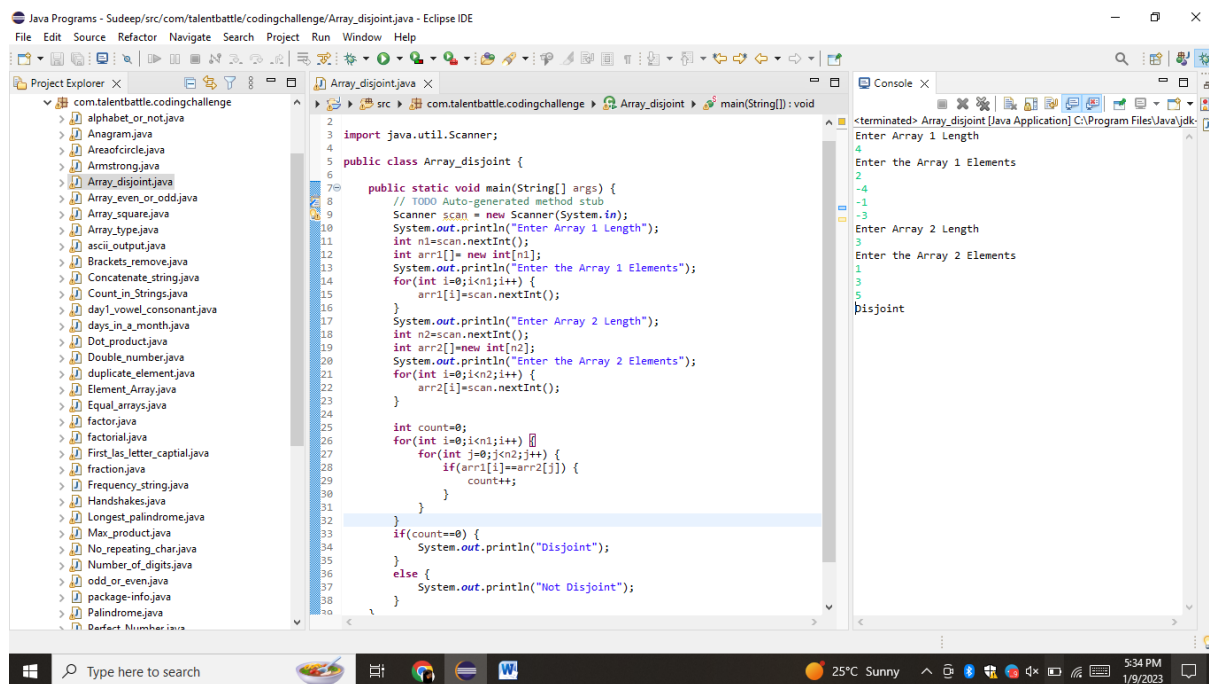 Java Programs - Sudeep/src/com/talentbattle/codingchallenge/Array_disjoint.java - Eclipse IDE
File Edit Source Refactor Navigate Search Project Run Window Help
Project Explorer
com.talentbattle.codingchallenge
alphabet_or_not.java
Anagram.java
Areaofcircle.java
Armstrong.java
Array_disjoint.java
Array_even_or_odd.java
Array_square.java
Array_type.java
ascii_output.java
Brackets_remove.java
Concatenate_string.java
Count_in_Strings.java
day1_vowel_consonant.java
days_in_a_month.java
Dot_product.java
Double_number.java
duplicate_element.java
Element_Array.java
Equal_arrays.java
factor.java
factorial.java
First_las_letter_captial.java
fraction.java
Frequency_string.java
Handshakes.java
Longest_palindrome.java
Max_product.java
No_repeating_char.java
Number_of_digits.java
odd_or_even.java
package-info.java
Palindrome.java
Perfect_Number.java
Array_disjoint.java
src com.talentbattle.codingchallenge Array_disjoint main(String[]) : void
2
3 import java.util.Scanner;
4
5 public class Array_disjoint {
6
7 public static void main(String[] args) {
8 // TODO Auto-generated method stub
9 Scanner scan = new Scanner(System.in);
10 System.out.println("Enter Array 1 Length");
11 int n1=scan.nextInt();
12 int arr1[]= new int[n1];
13 System.out.println("Enter the Array 1 Elements");
14 for(int i=0;i<n1;i++) {
15 arr1[i]=scan.nextInt();
16 }
17 System.out.println("Enter Array 2 Length");
18 int n2=scan.nextInt();
19 int arr2[]=new int[n2];
20 System.out.println("Enter the Array 2 Elements");
21 for(int i=0;i<n2;i++) {
22 arr2[i]=scan.nextInt();
23 }
24
25 int count=0;
26 for(int i=0;i<n1;i++) {
27 for(int j=0;j<n2;j++) {
28 if(arr1[i]==arr2[j]) {
29 count++;
30 }
31 }
32 }
33 if(count==0) {
34 System.out.println("Disjoint");
35 }
36 else {
37 System.out.println("Not Disjoint");
38 }
39 }
Console
<terminated> Array_disjoint [Java Application] C:\Program Files\Java\jdk-
Enter Array 1 Length
4
Enter the Array 1 Elements
2
-4
-1
-3
Enter Array 2 Length
3
Enter the Array 2 Elements
1
3
5
Disjoint
Type here to search
25°C Sunny
5:34 PM
1/9/2023